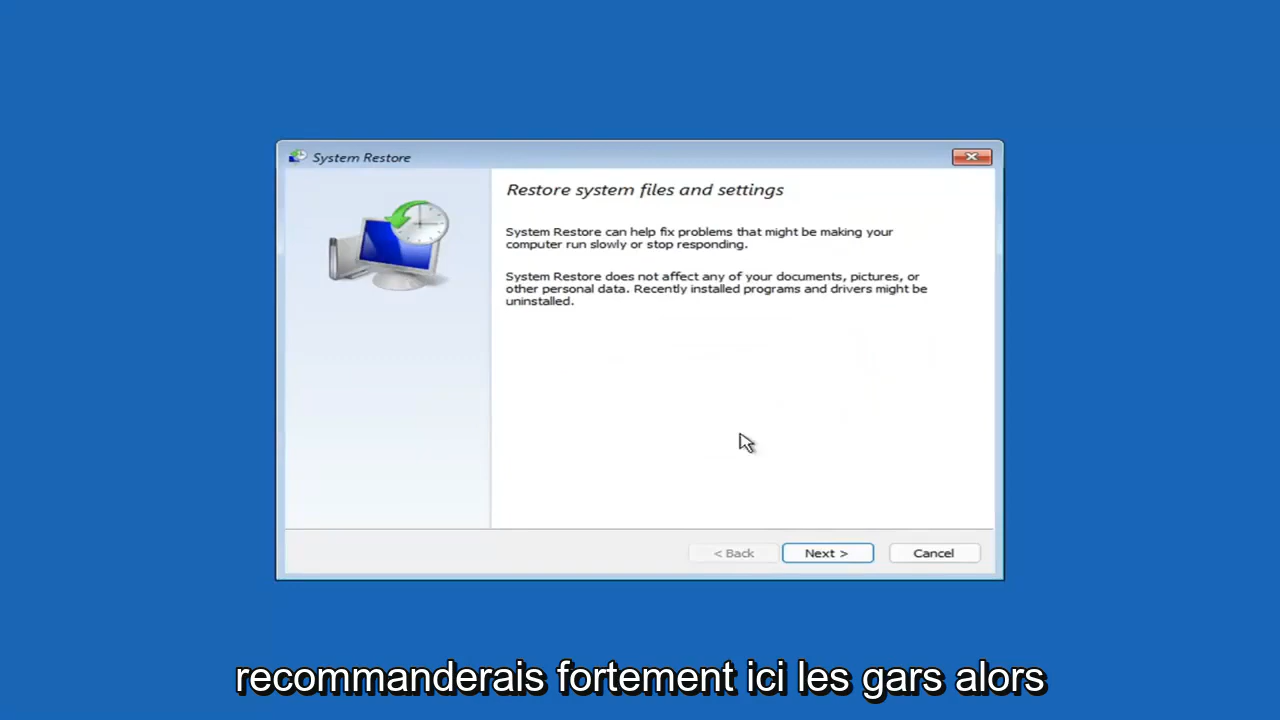 System Restore
Restore system files and settings
System Restore can help fix problems that might be making your
computer run slowly or stop responding.
System Restore does not affect any of your documents, pictures, or
other personal data. Recently installed programs and drivers might be
uninstalled.
< Back
Next >
Cancel
recommanderais fortement ici les gars alors